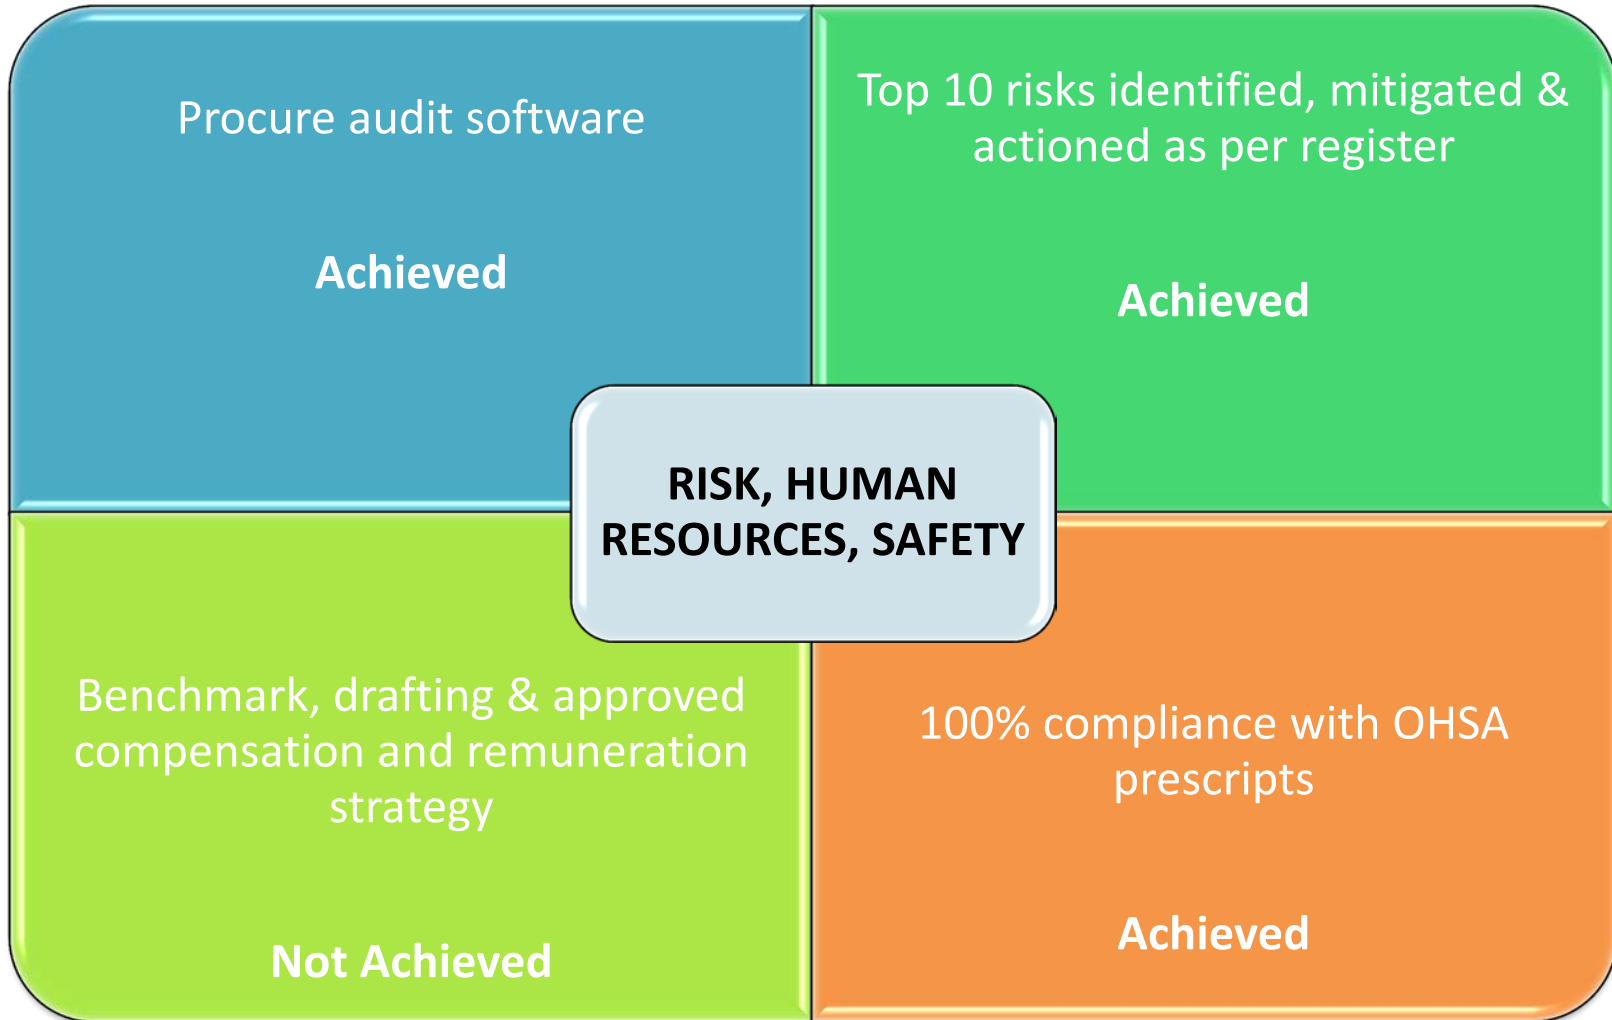 Procure audit software
Achieved
Top 10 risks identified, mitigated &
actioned as per register
Achieved
RISK, HUMAN
RESOURCES, SAFETY
Benchmark, drafting & approved
compensation and remuneration
strategy
Not Achieved
100% compliance with OHSA
prescripts
Achieved